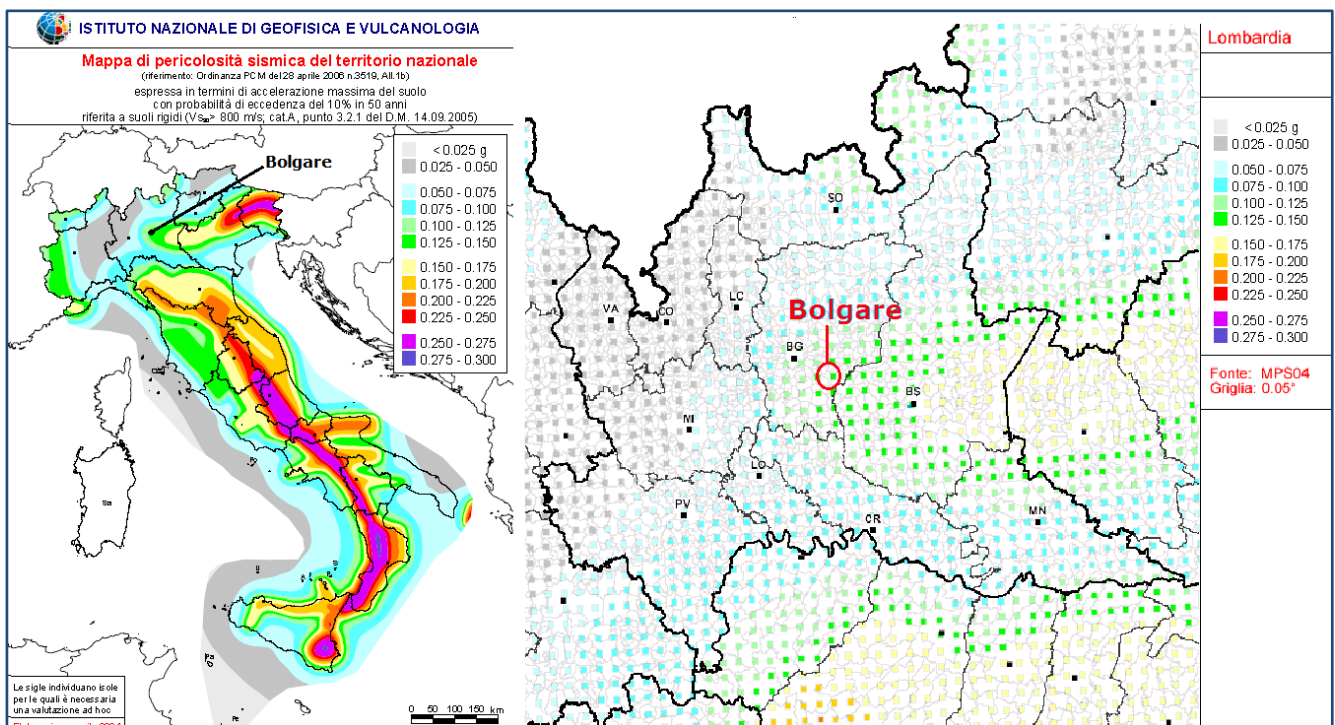 ISTITUTO NAZIONALE DI GEOFISICA E VULCANOLOGIA
Mappa di pericolosità sismica del territorio nazionale
(riferimento: Ordinanza PCM del 28 aprile 2006 n.3519, All.1b)
espressa in termini di accelerazione massima del suolo
con probabilità di eccedenza del 10% in 50 anni
riferita a suoli rigidi (Vs₃₀> 800 m/s; cat.A, punto 3.2.1 del D.M. 14.09.2005)
Bolgare
< 0.025 g
0.025 - 0.050
0.050 - 0.075
0.075 - 0.100
0.100 - 0.125
0.125 - 0.150
0.150 - 0.175
0.175 - 0.200
0.200 - 0.225
0.225 - 0.250
0.250 - 0.275
0.275 - 0.300
Sa
U
Pa
Pe
Le sigle individuano isole
per le quali è necessaria
una valutazione ad hoc
0 50 100 150 km
SO
VA
CO
LC
Bolgare
BG
BS
MI
LO
PV
CR
MN
Lombardia
< 0.025 g
0.025 - 0.050
0.050 - 0.075
0.075 - 0.100
0.100 - 0.125
0.125 - 0.150
0.150 - 0.175
0.175 - 0.200
0.200 - 0.225
0.225 - 0.250
0.250 - 0.275
0.275 - 0.300
Fonte: MPS04
Griglia: 0.05°